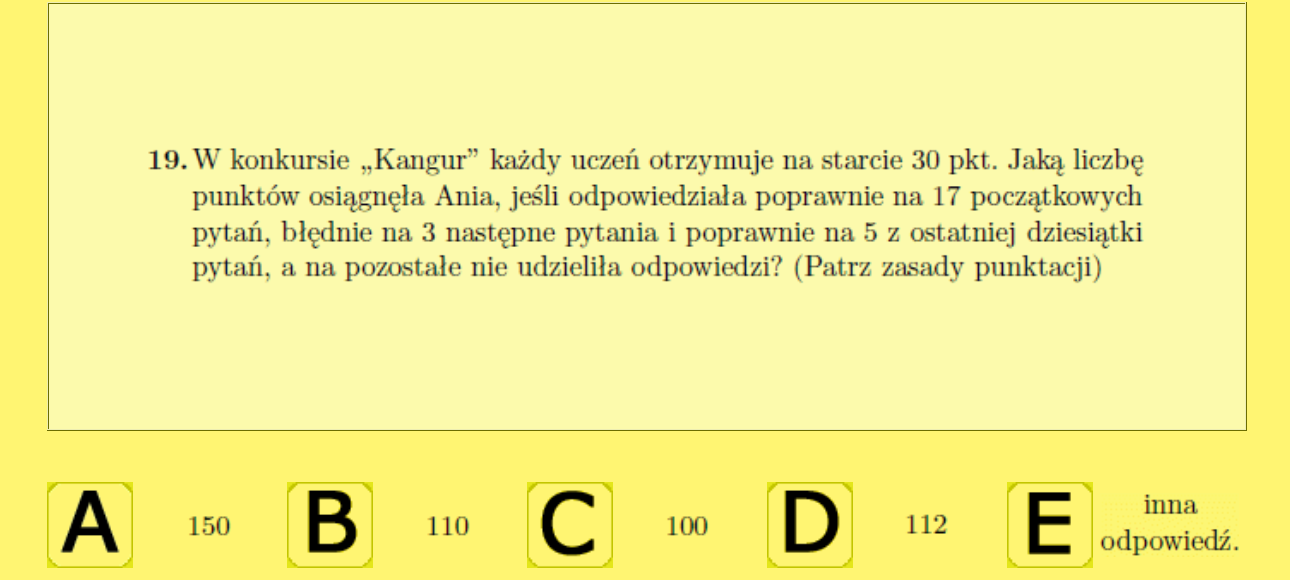 19. W konkursie „Kangur” każdy uczeń otrzymuje na starcie 30 pkt. Jaką liczbę
punktów osiągnęła Ania, jeśli odpowiedziała poprawnie na 17 początkowych
pytań, błędnie na 3 następne pytania i poprawnie na 5 z ostatniej dziesiątki
pytań, a na pozostałe nie udzieliła odpowiedzi? (Patrz zasady punktacji)
A 150 B 110 C 100 D 112 E inna
odpowiedź.